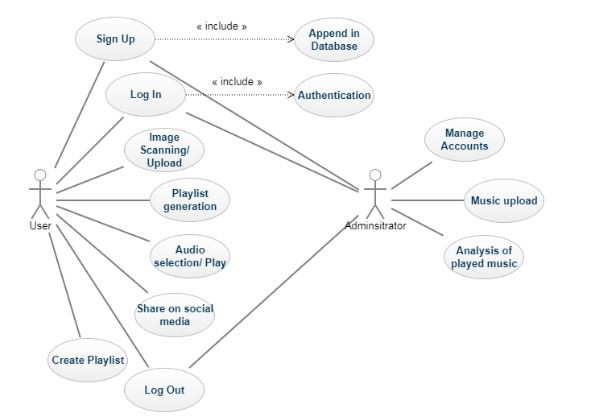 « include »
Sign Up
Append in
Database
« include »
Log In
Authentication
Image
Scanning/
Upload
Manage
Accounts
Playlist
generation
Music upload
User
Adminsitrator
Audio
selection/ Play
Analysis of
played music
Share on social
media
Create Playlist
Log Out